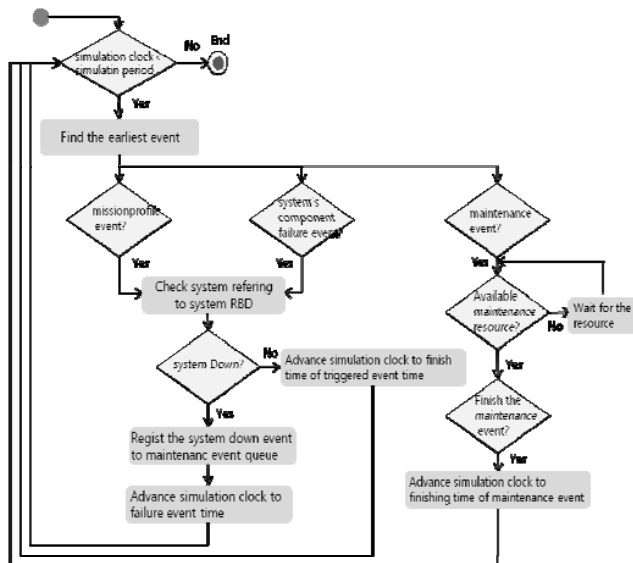 No
End
simulation clock <
simulatin period
Yes
Find the earliest event
missionprofile
event?
system's
component
failure event?
maintenance
event?
Yes
Yes
Yes
Check system refering
to system RBD
Available
maintenance
resource?
No
Wait for the
resource
system Down?
No
Advance simulation clock to finish
time of triggered event time
Yes
Yes
Finish the
maintenance
event?
Regist the system down event
to maintenanc event queue
Yes
Advance simulation clock to
failure event time
Advance simulation clock to
finishing time of maintenance event